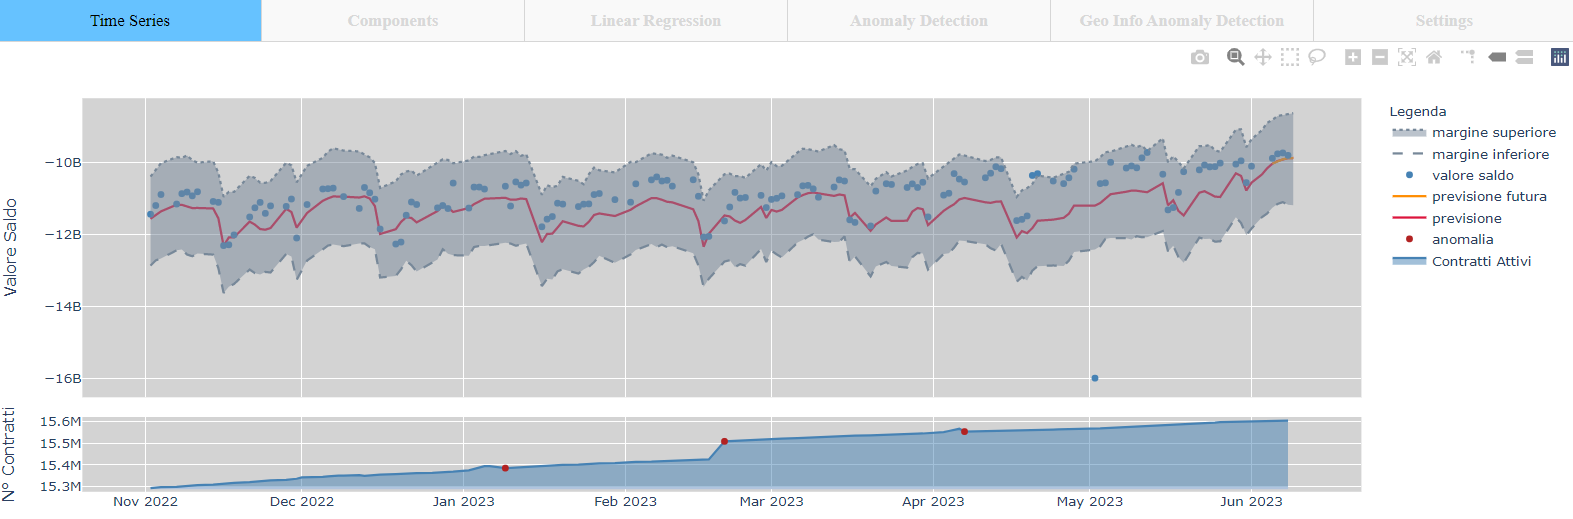 Time Series
Components
Linear Regression
Anomaly Detection
Geo Info Anomaly Detection
Settings
Valore Saldo
−10B
−12B
−14B
−16B
Legenda
margine superiore
margine inferiore
valore saldo
previsione futura
previsione
anomalia
Contratti Attivi
N° Contratti
15.6M
15.5M
15.4M
15.3M
Nov 2022
Dec 2022
Jan 2023
Feb 2023
Mar 2023
Apr 2023
May 2023
Jun 2023